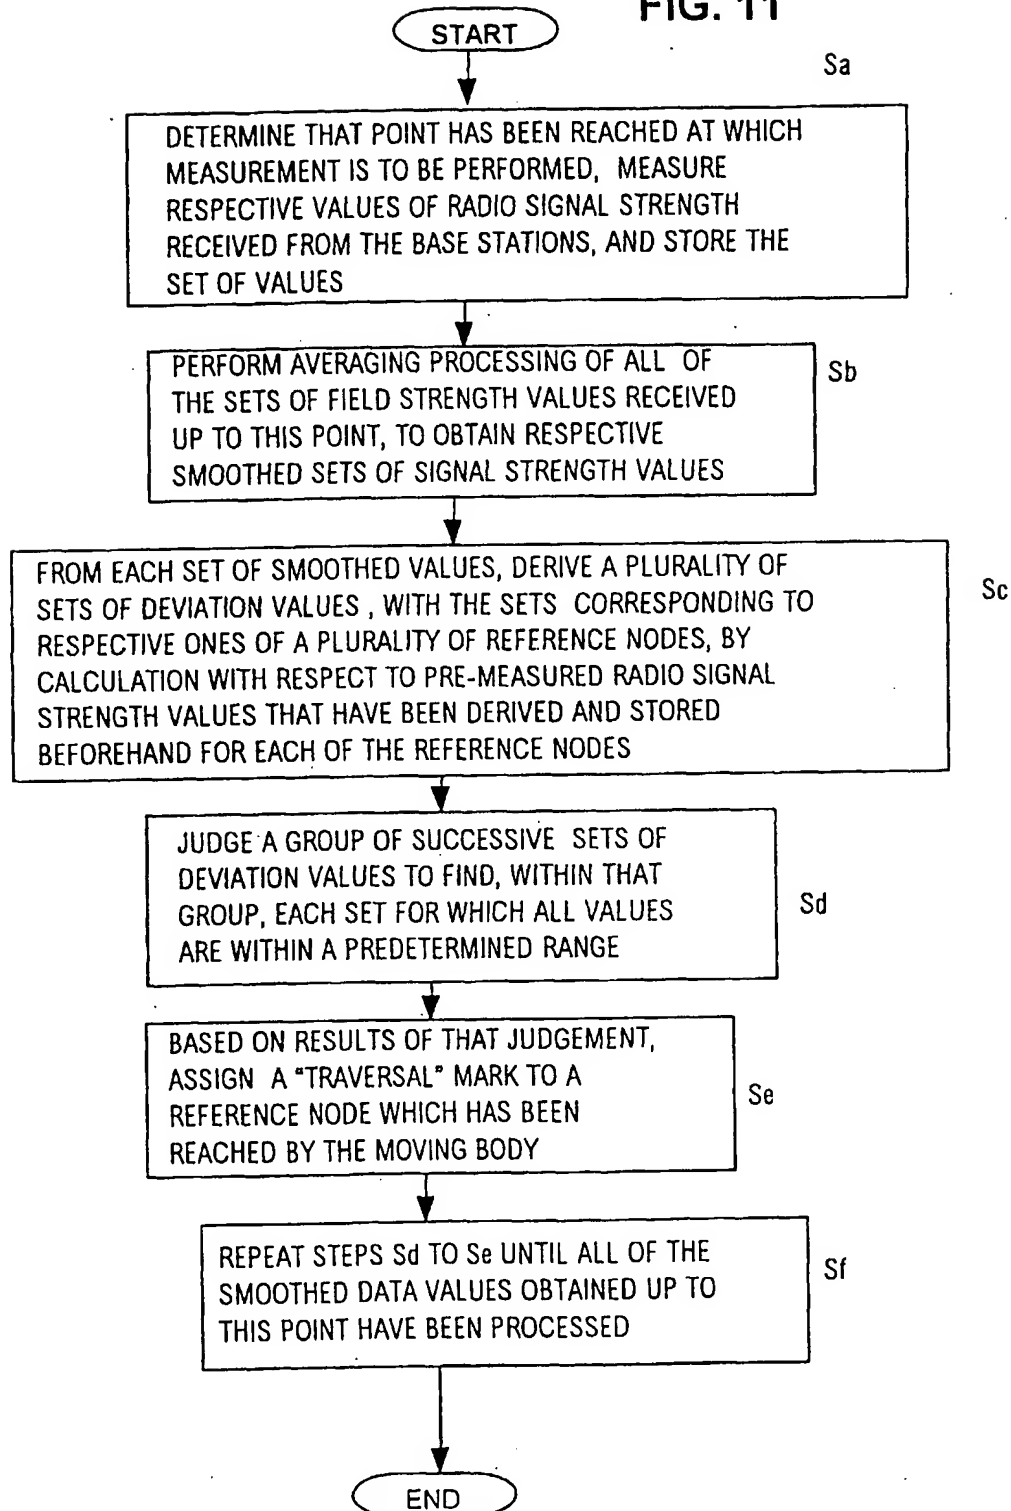 FIG. 11
START
Sa
DETERMINE THAT POINT HAS BEEN REACHED AT WHICH
MEASUREMENT IS TO BE PERFORMED, MEASURE
RESPECTIVE VALUES OF RADIO SIGNAL STRENGTH
RECEIVED FROM THE BASE STATIONS, AND STORE THE
SET OF VALUES
PERFORM AVERAGING PROCESSING OF ALL OF
THE SETS OF FIELD STRENGTH VALUES RECEIVED
UP TO THIS POINT, TO OBTAIN RESPECTIVE
SMOOTHED SETS OF SIGNAL STRENGTH VALUES
Sb
FROM EACH SET OF SMOOTHED VALUES, DERIVE A PLURALITY OF
SETS OF DEVIATION VALUES , WITH THE SETS CORRESPONDING TO
RESPECTIVE ONES OF A PLURALITY OF REFERENCE NODES, BY
CALCULATION WITH RESPECT TO PRE-MEASURED RADIO SIGNAL
STRENGTH VALUES THAT HAVE BEEN DERIVED AND STORED
BEFOREHAND FOR EACH OF THE REFERENCE NODES
Sc
JUDGE A GROUP OF SUCCESSIVE SETS OF
DEVIATION VALUES TO FIND, WITHIN THAT
GROUP, EACH SET FOR WHICH ALL VALUES
ARE WITHIN A PREDETERMINED RANGE
Sd
BASED ON RESULTS OF THAT JUDGEMENT,
ASSIGN A "TRAVERSAL" MARK TO A
REFERENCE NODE WHICH HAS BEEN
REACHED BY THE MOVING BODY
Se
REPEAT STEPS Sd TO Se UNTIL ALL OF THE
SMOOTHED DATA VALUES OBTAINED UP TO
THIS POINT HAVE BEEN PROCESSED
Sf
END